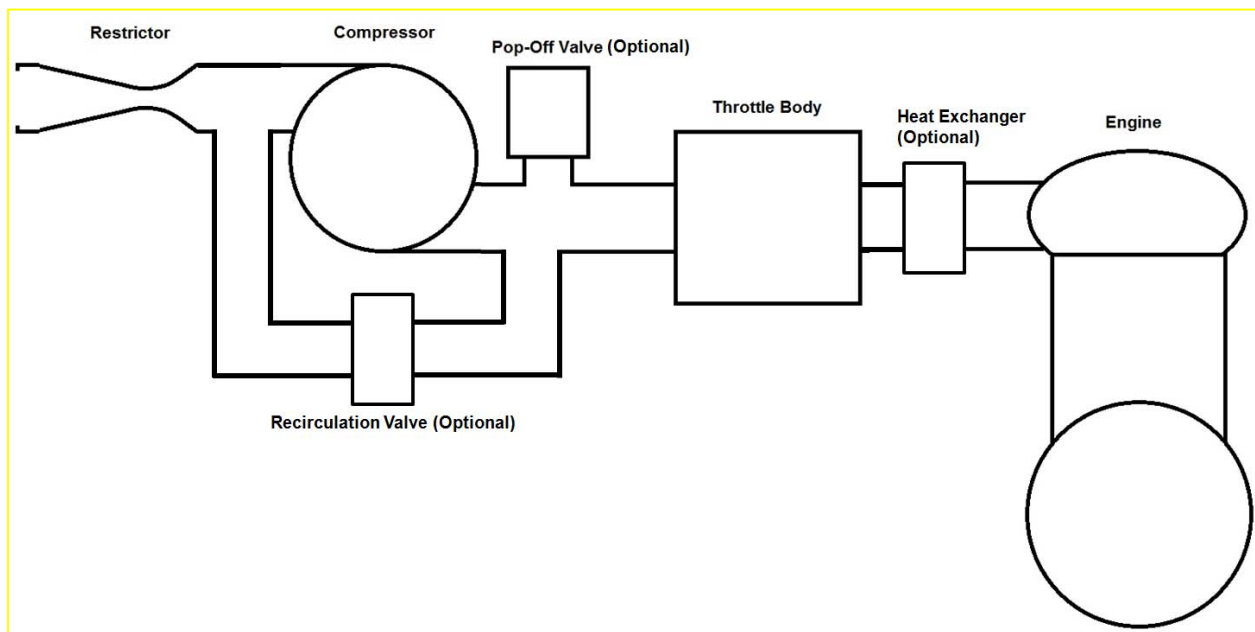 Restrictor
Compressor
Pop-Off Valve (Optional)
Throttle Body
Heat Exchanger
(Optional)
Engine
Recirculation Valve (Optional)